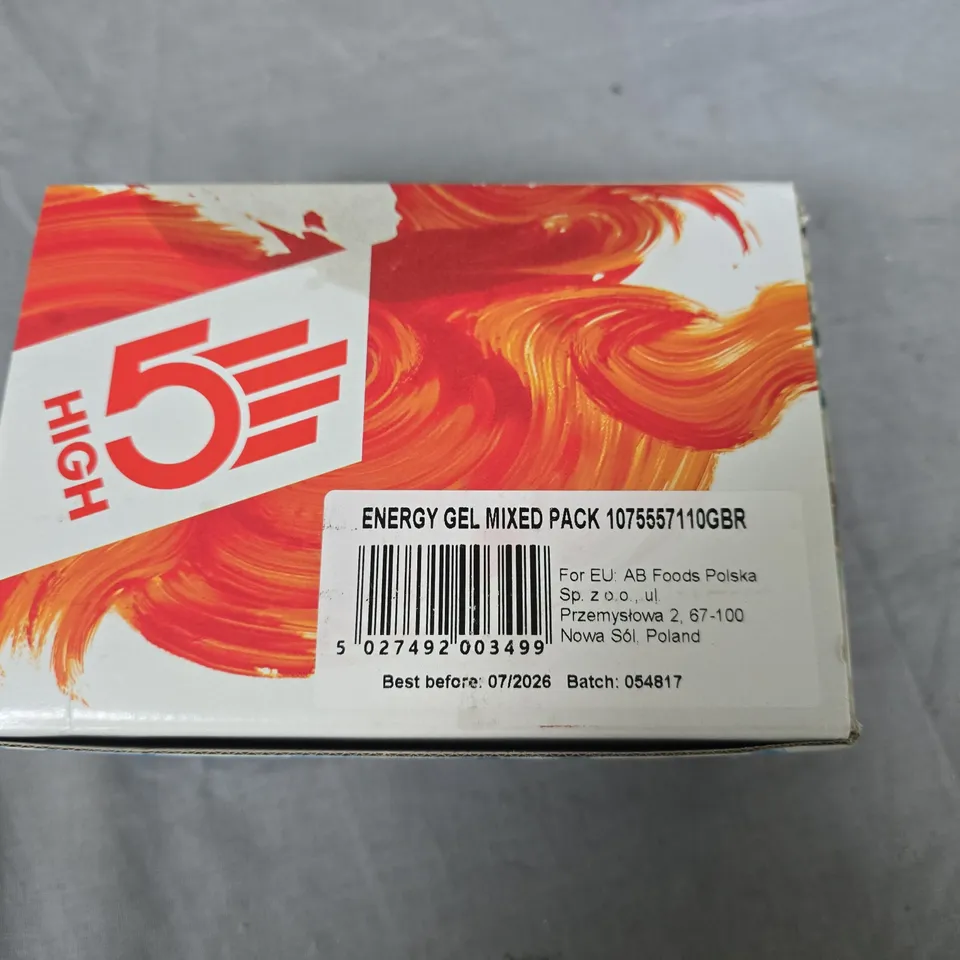 HIGH
5
ENERGY GEL MIXED PACK 1075557110GBR
For EU: AB Foods Polska
Sp. z o.o., ul.
Przemysłowa 2, 67-100
Nowa Sól, Poland
5 027492 003499
Best before: 07/2026 Batch: 054817